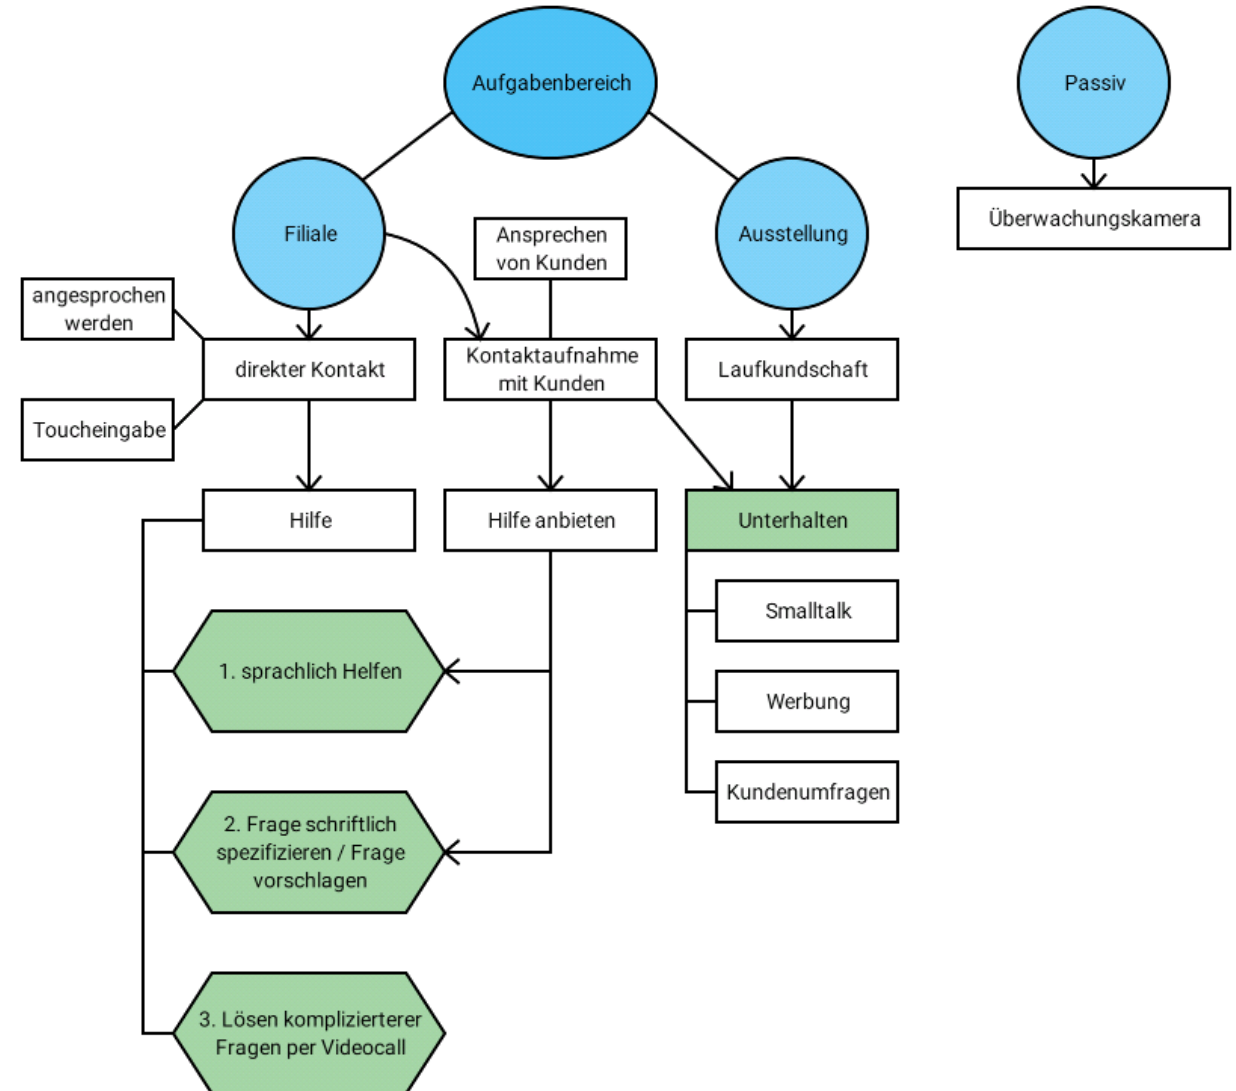 Aufgabenbereich
Passiv
Filiale
Ansprechen
von Kunden
Ausstellung
Überwachungskamera
angesprochen
werden
direkter Kontakt
Kontaktaufnahme
mit Kunden
Laufkundschaft
Toucheingabe
Hilfe
Hilfe anbieten
Unterhalten
Smalltalk
1. sprachlich Helfen
Werbung
Kundenumfragen
2. Frage schriftlich
spezifizieren / Frage
vorschlagen
3. Lösen komplizierterer
Fragen per Videocall